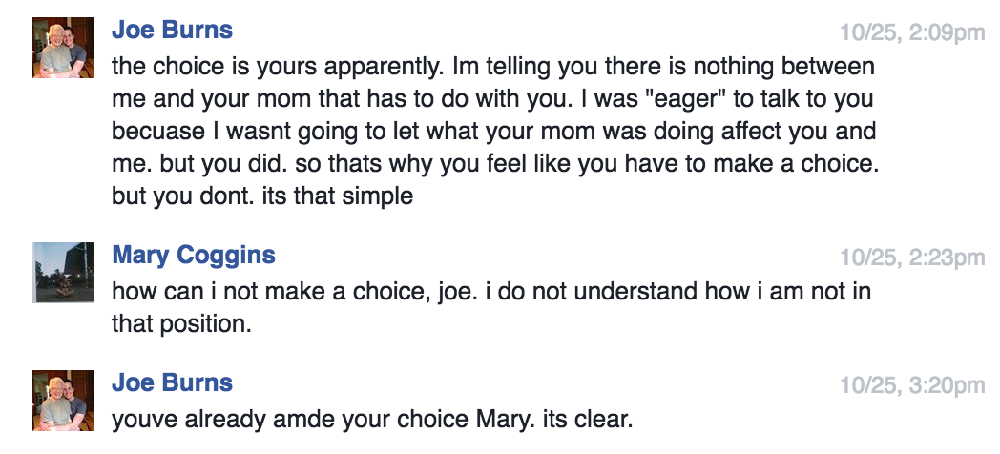 Joe Burns 10/25, 2:09pm
the choice is yours apparently. Im telling you there is nothing between
me and your mom that has to do with you. I was "eager" to talk to you
becuase I wasnt going to let what your mom was doing affect you and
me. but you did. so thats why you feel like you have to make a choice.
but you dont. its that simple
Mary Coggins 10/25, 2:23pm
how can i not make a choice, joe. i do not understand how i am not in
that position.
Joe Burns 10/25, 3:20pm
youve already amde your choice Mary. its clear.